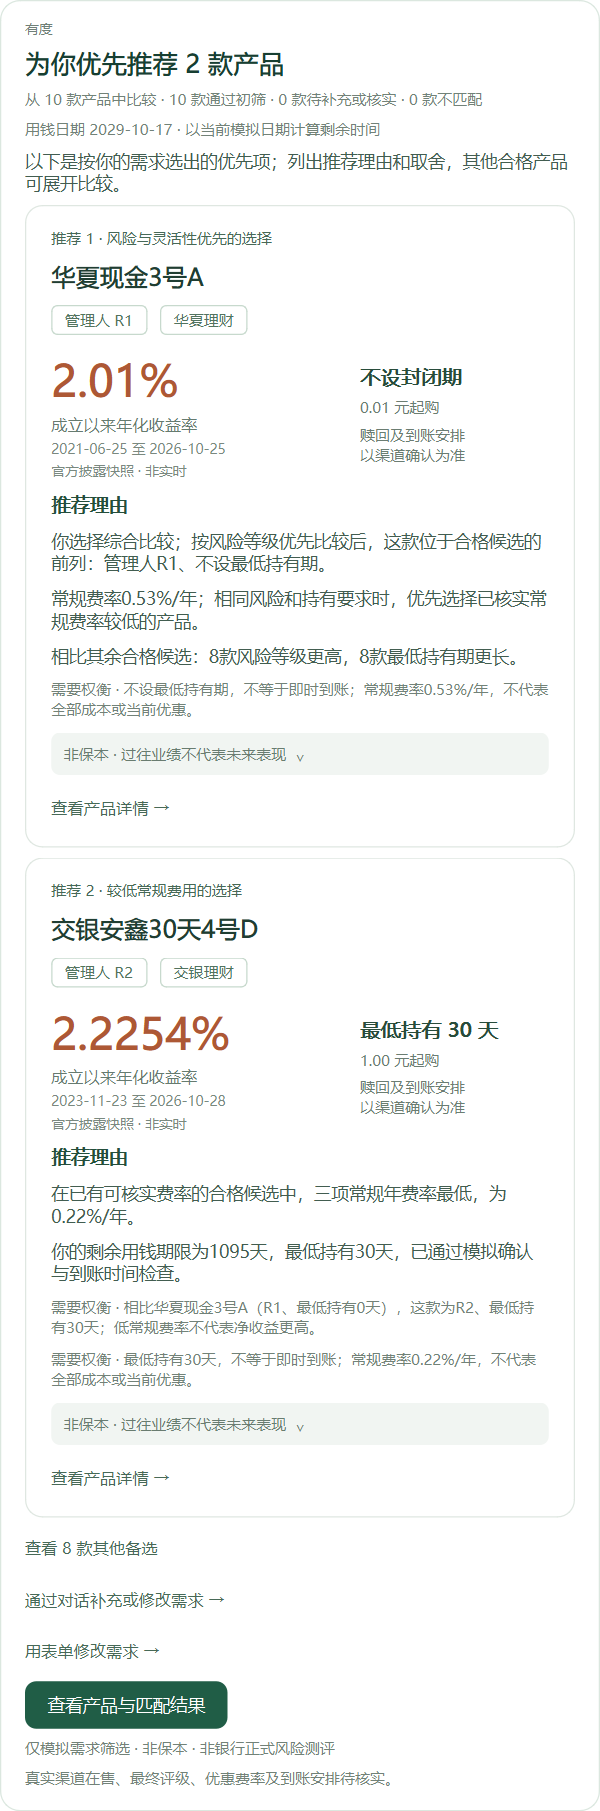 有度
为你优先推荐 2 款产品
从 10 款产品中比较 · 10 款通过初筛 · 0 款待补充或核实 · 0 款不匹配
用钱日期 2029-10-17 · 以当前模拟日期计算剩余时间
以下是按你的需求选出的优先项；列出推荐理由和取舍，其他合格产品
可展开比较。
推荐 1 · 风险与灵活性优先的选择
华夏现金3号A
管理人 R1
华夏理财
2.01%
不设封闭期
0.01 元起购
成立以来年化收益率
赎回及到账安排
2021-06-25 至 2026-10-25
以渠道确认为准
官方披露快照 · 非实时
推荐理由
你选择综合比较；按风险等级优先比较后，这款位于合格候选的
前列：管理人R1、不设最低持有期。
常规费率0.53%/年；相同风险和持有要求时，优先选择已核实常
规费率较低的产品。
相比其余合格候选：8款风险等级更高，8款最低持有期更长。
需要权衡 · 不设最低持有期，不等于即时到账；常规费率0.53%/年，不代表
全部成本或当前优惠。
非保本 · 过往业绩不代表未来表现 ∨
查看产品详情 →
推荐 2 · 较低常规费用的选择
交银安鑫30天4号D
管理人 R2
交银理财
2.2254%
最低持有 30 天
1.00 元起购
成立以来年化收益率
赎回及到账安排
2023-11-23 至 2026-10-28
以渠道确认为准
官方披露快照 · 非实时
推荐理由
在已有可核实费率的合格候选中，三项常规年费率最低，为
0.22%/年。
你的剩余用钱期限为1095天，最低持有30天，已通过模拟确认
与到账时间检查。
需要权衡 · 相比华夏现金3号A（R1、最低持有0天），这款为R2、最低持
有30天；低常规费率不代表净收益更高。
需要权衡 · 最低持有30天，不等于即时到账；常规费率0.22%/年，不代表
全部成本或当前优惠。
非保本 · 过往业绩不代表未来表现 ∨
查看产品详情 →
查看 8 款其他备选
通过对话补充或修改需求 →
用表单修改需求 →
查看产品与匹配结果
仅模拟需求筛选 · 非保本 · 非银行正式风险测评
真实渠道在售、最终评级、优惠费率及到账安排待核实。